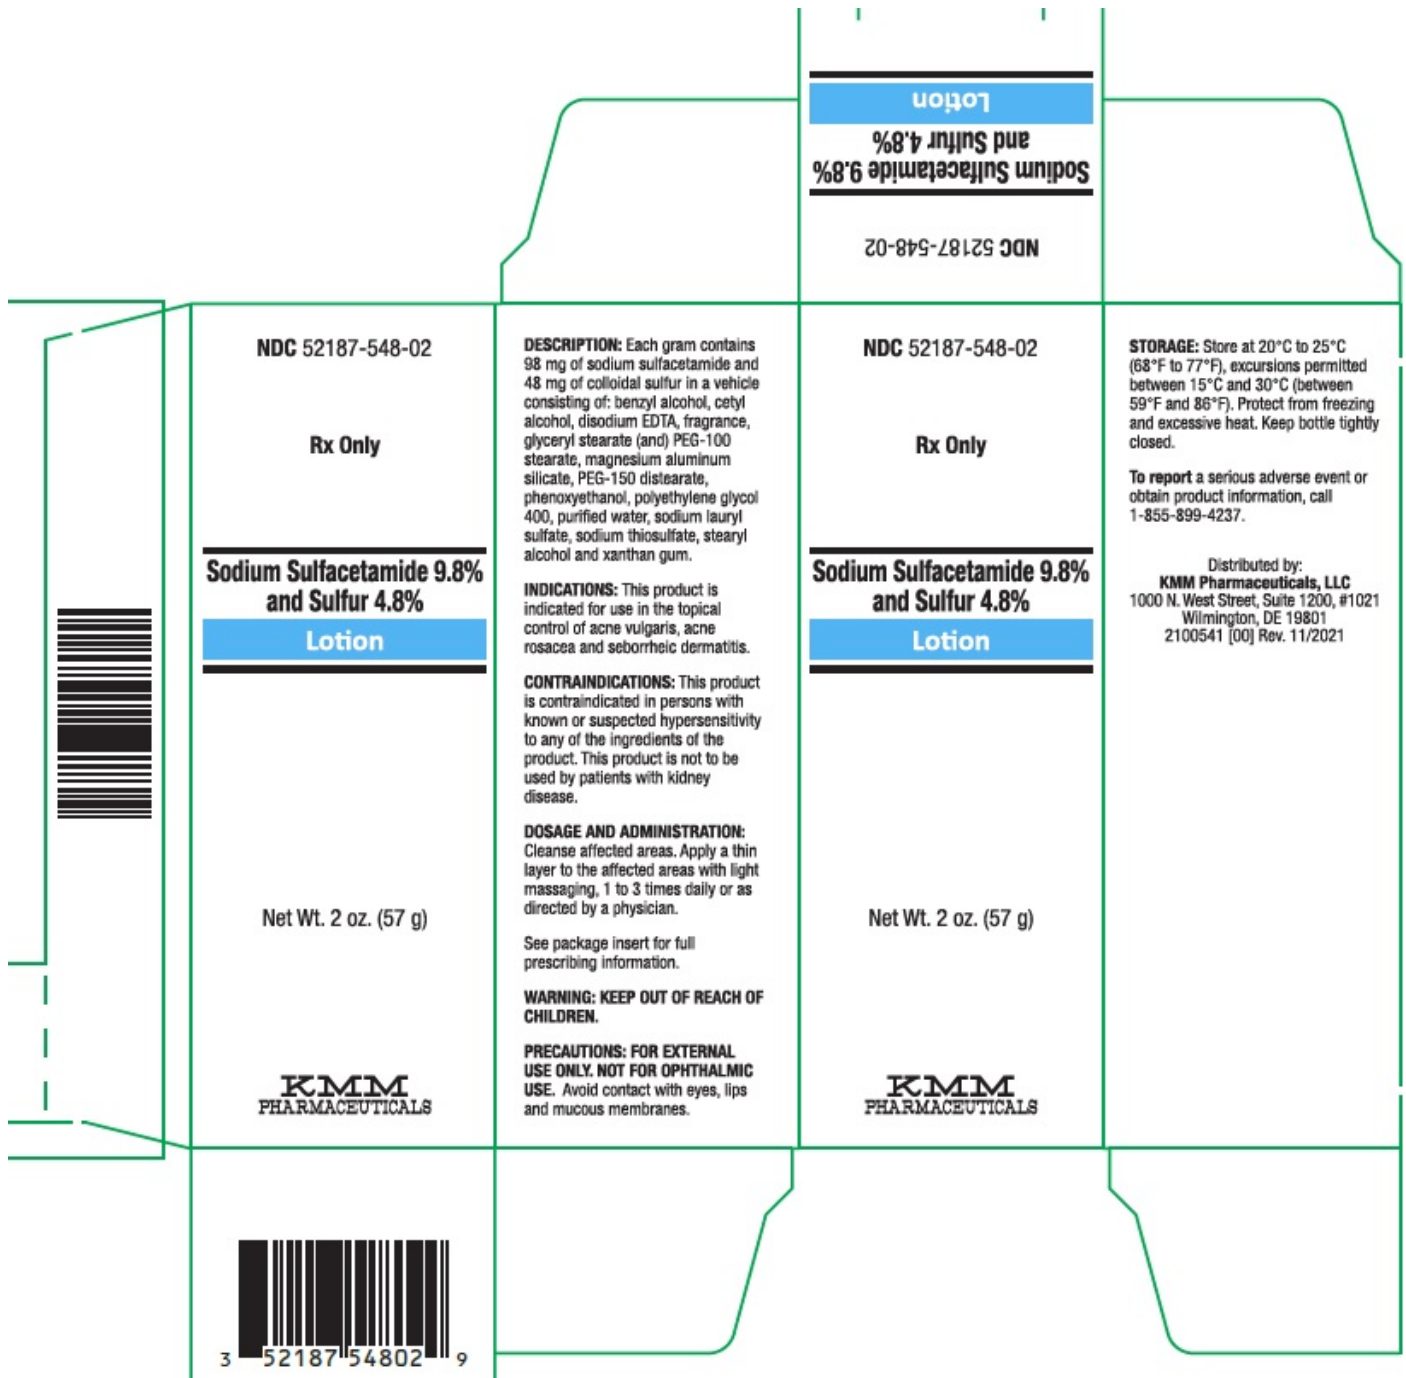 Lotion
and Sulfur 4.8%
Sodium Sulfacetamide 9.8%
NDC 52187-548-02
NDC 52187-548-02
Rx Only
Sodium Sulfacetamide 9.8%
and Sulfur 4.8%
Lotion
Net Wt. 2 oz. (57 g)
KMM
PHARMACEUTICALS
3 52187 54802 9
DESCRIPTION: Each gram contains
98 mg of sodium sulfacetamide and
48 mg of colloidal sulfur in a vehicle
consisting of: benzyl alcohol, cetyl
alcohol, disodium EDTA, fragrance,
glyceryl stearate (and) PEG-100
stearate, magnesium aluminum
silicate, PEG-150 distearate,
phenoxyethanol, polyethylene glycol
400, purified water, sodium lauryl
sulfate, sodium thiosulfate, stearyl
alcohol and xanthan gum.
INDICATIONS: This product is
indicated for use in the topical
control of acne vulgaris, acne
rosacea and seborrheic dermatitis.
CONTRAINDICATIONS: This product
is contraindicated in persons with
known or suspected hypersensitivity
to any of the ingredients of the
product. This product is not to be
used by patients with kidney
disease.
DOSAGE AND ADMINISTRATION:
Cleanse affected areas. Apply a thin
layer to the affected areas with light
massaging, 1 to 3 times daily or as
directed by a physician.
See package insert for full
prescribing information.
WARNING: KEEP OUT OF REACH OF
CHILDREN.
PRECAUTIONS: FOR EXTERNAL
USE ONLY. NOT FOR OPHTHALMIC
USE. Avoid contact with eyes, lips
and mucous membranes.
NDC 52187-548-02
Rx Only
Sodium Sulfacetamide 9.8%
and Sulfur 4.8%
Lotion
Net Wt. 2 oz. (57 g)
KMM
PHARMACEUTICALS
STORAGE: Store at 20°C to 25°C
(68°F to 77°F), excursions permitted
between 15°C and 30°C (between
59°F and 86°F). Protect from freezing
and excessive heat. Keep bottle tightly
closed.
To report a serious adverse event or
obtain product information, call
1-855-899-4237.
Distributed by:
KMM Pharmaceuticals, LLC
1000 N. West Street, Suite 1200, #1021
Wilmington, DE 19801
2100541 [00] Rev. 11/2021